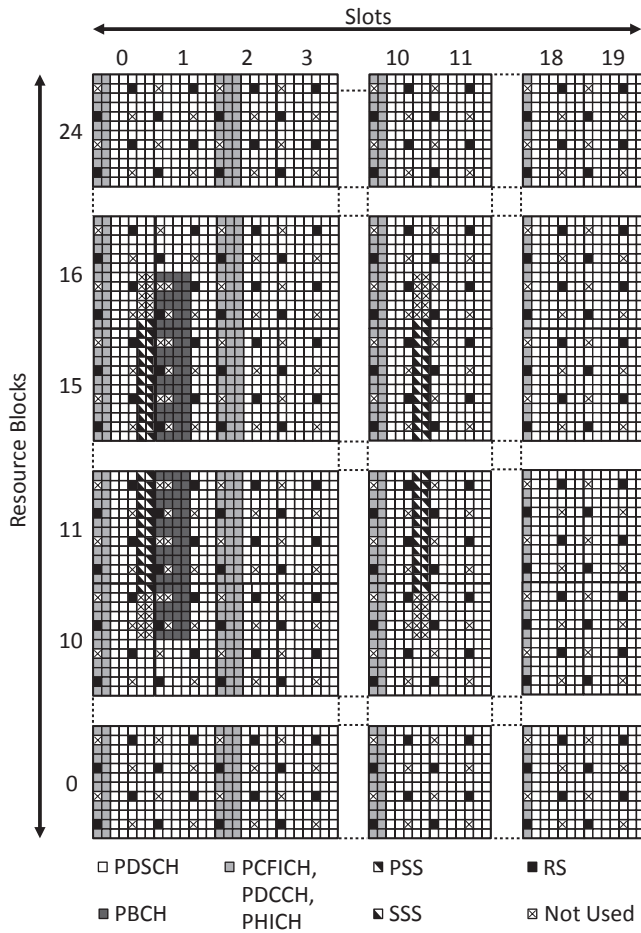 Slots
0 1 2 3 10 11 18 19
Resource Blocks
24
16
15
11
10
0
PDSCH PCFICH, PSS RS
PDCCH,
PBCH PHICH SSS Not Used